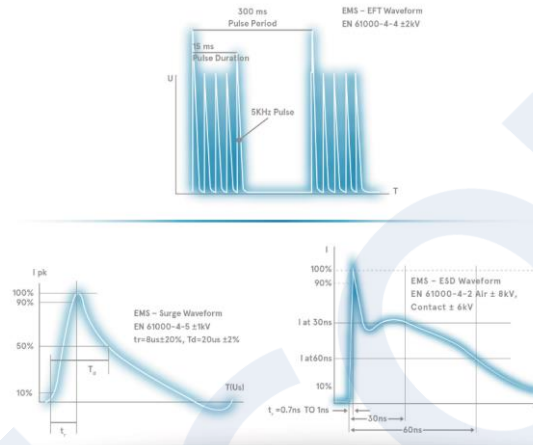 300 ms
Pulse Period
EMS – EFT Waveform
EN 61000-4-4 ±2kV
15 ms
Pulse Duration
U
5KHz Pulse
T
I pk
100%
90%
50%
10%
EMS – Surge Waveform
EN 61000-4-5 ±1kV
tr=8us±20%, Td=20us ±2%
Td
T(Us)
tr
I
100%
90%
EMS – ESD Waveform
EN 61000-4-2 Air ± 8kV,
Contact ± 6kV
I at 30ns
I at60ns
10%
tr=0.7ns TO 1ns
30ns
60ns